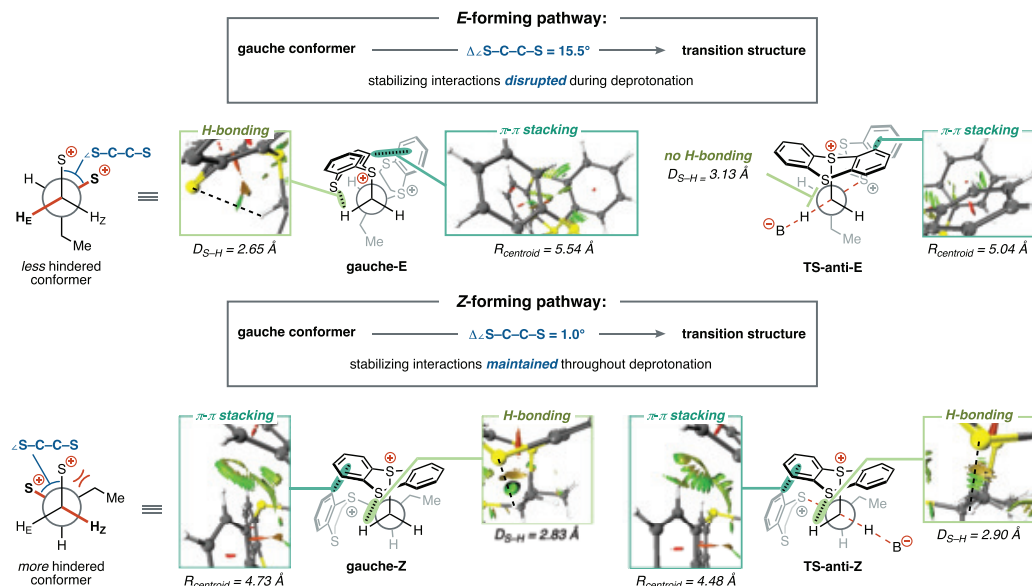 E-forming pathway:
gauche conformer
Δ∠S–C–C–S = 15.5°
transition structure
stabilizing interactions disrupted during deprotonation
∠S–C–C–S
S
⊕
S
⊕
H
H_E
H_Z
Me
less hindered
conformer
H-bonding
D_S–H = 2.65 Å
S
H
⊕
S
S
S
⊕
H
H
Me
gauche-E
π-π stacking
R_centroid = 5.54 Å
no H-bonding
D_S–H = 3.13 Å
S
⊕
S
S
S
⊕
H
H
H
⊖
B
Me
TS-anti-E
π-π stacking
R_centroid = 5.04 Å
Z-forming pathway:
gauche conformer
Δ∠S–C–C–S = 1.0°
transition structure
stabilizing interactions maintained throughout deprotonation
∠S–C–C–S
⊕
S
⊕
S
Me
H_E
H_Z
H
more hindered
conformer
π-π stacking
R_centroid = 4.73 Å
⊕
S
S
S
⊕
S
Me
H
H
H
gauche-Z
H-bonding
D_S–H = 2.83 Å
π-π stacking
R_centroid = 4.48 Å
⊕
S
S
S
⊕
S
Me
H
H
H
B
⊖
TS-anti-Z
H-bonding
D_S–H = 2.90 Å